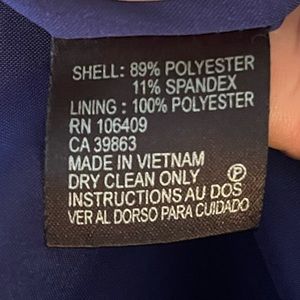 SHELL: 89% POLYESTER
11% SPANDEX
LINING : 100% POLYESTER
RN 106409
CA 39863
MADE IN VIETNAM
DRY CLEAN ONLY
P
INSTRUCTIONS AU DOS
VER AL DORSO PARA CUIDADO